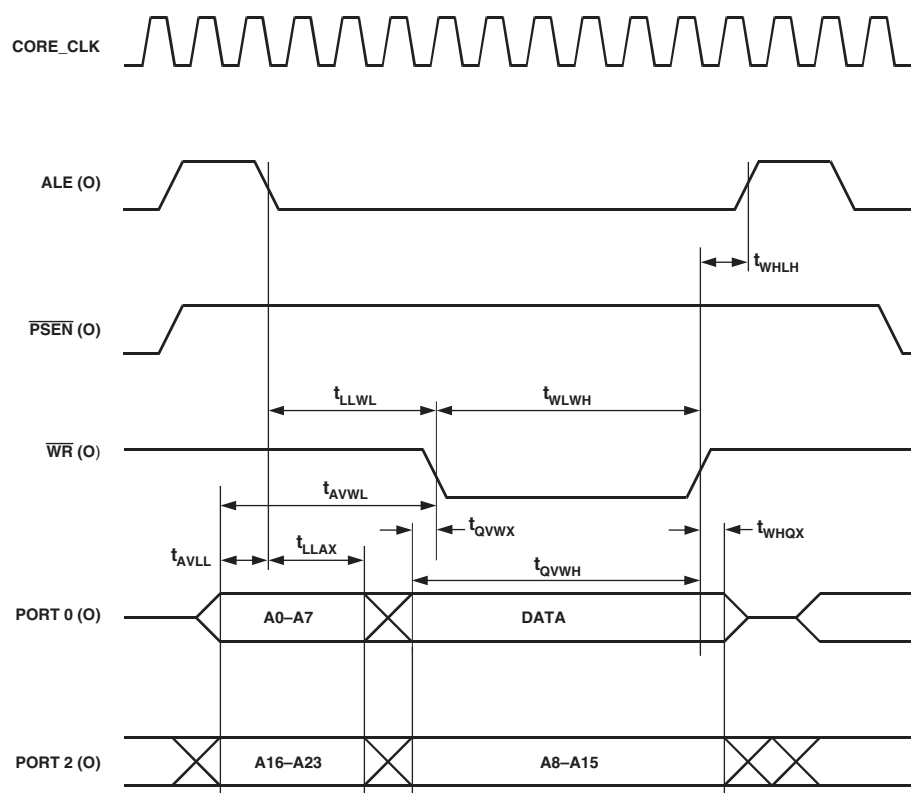 CORE_CLK
ALE (O)
tWHLH
PSEN (O)
tLLWL
tWLWH
WR (O)
tAVWL
tQVWX
tWHQX
tAVLL
tLLAX
tQVWH
PORT 0 (O)
A0–A7
DATA
PORT 2 (O)
A16–A23
A8–A15